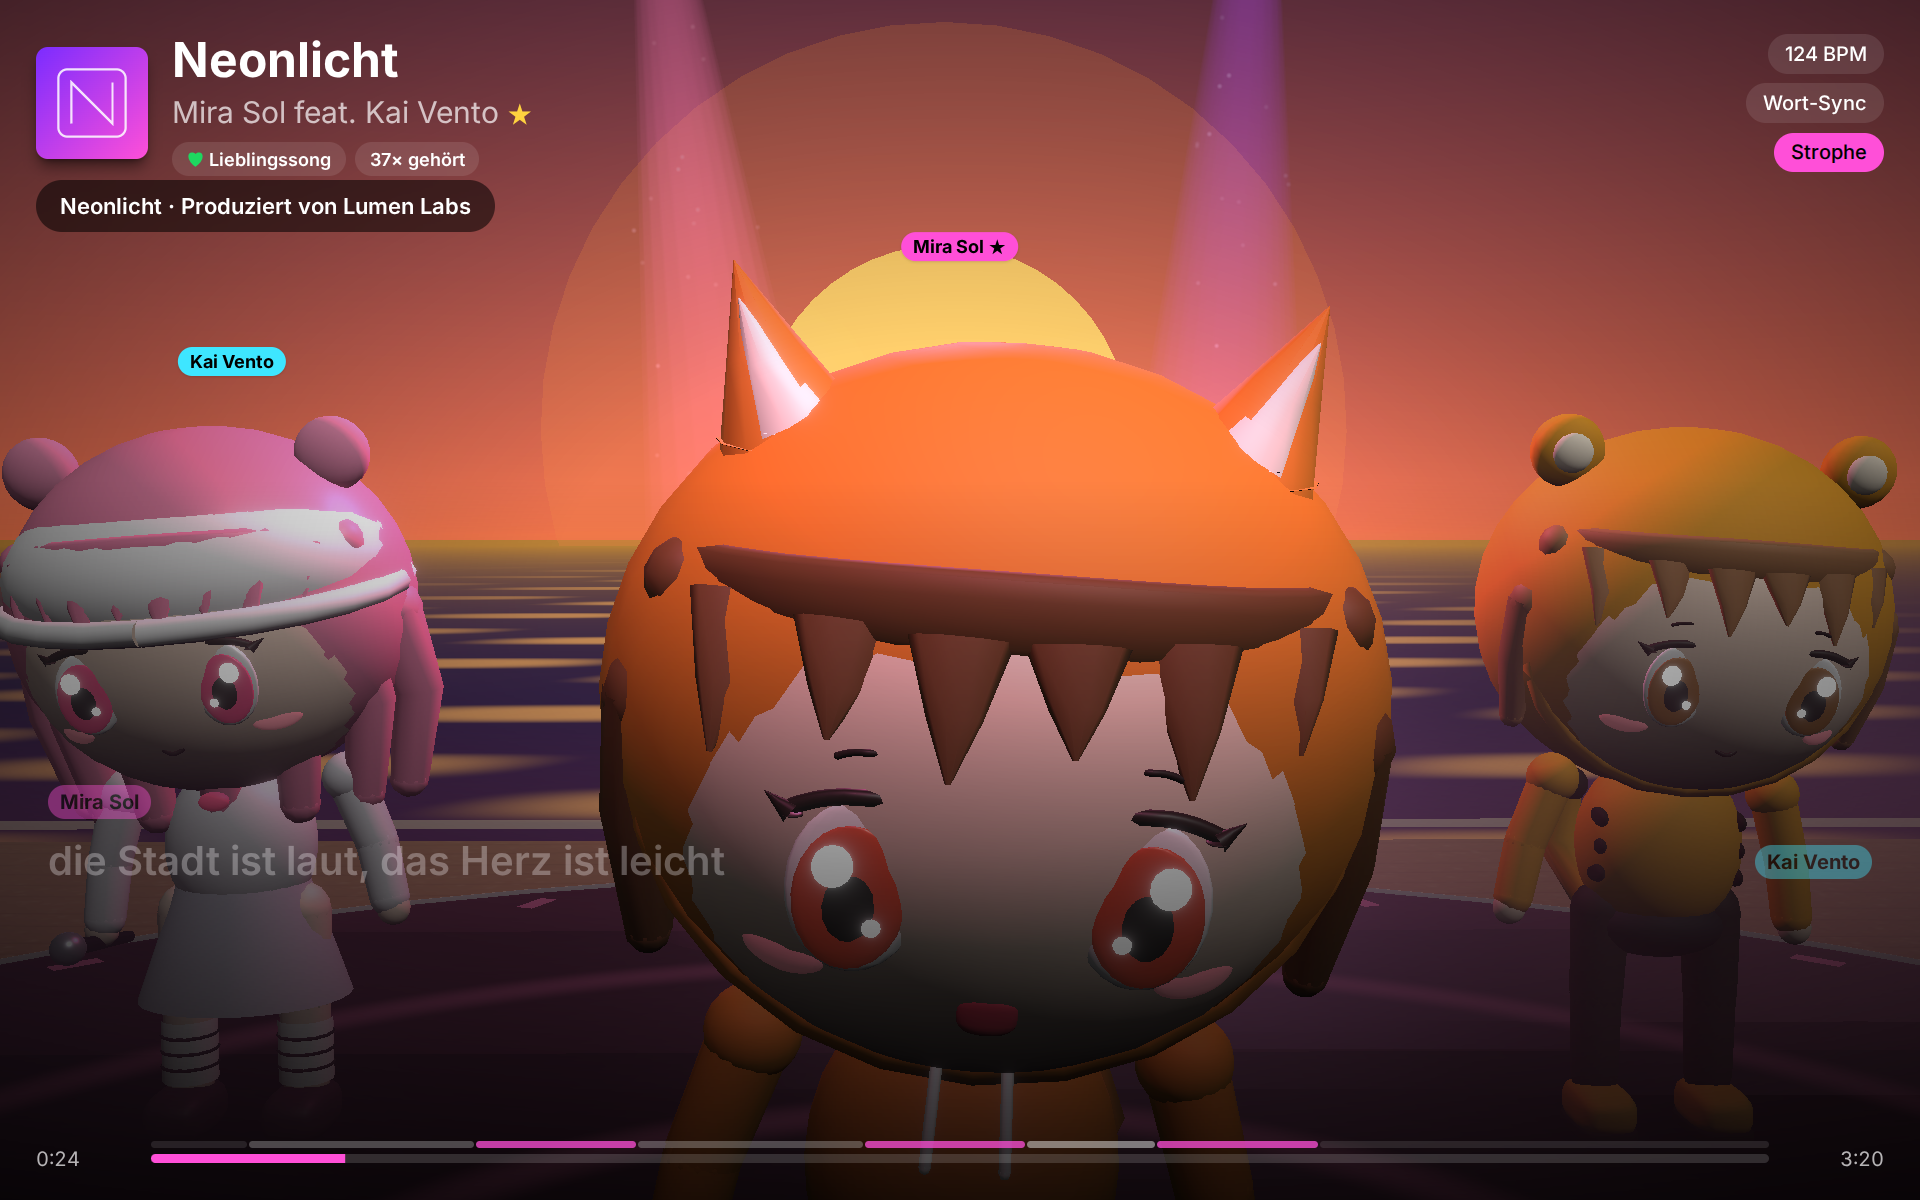 N
Neonlicht
Mira Sol feat. Kai Vento ★
Lieblingssong
37× gehört
Neonlicht · Produziert von Lumen Labs
124 BPM
Wort-Sync
Strophe
Mira Sol ★
Kai Vento
Mira Sol
die Stadt ist laut, das Herz ist leicht
Kai Vento
0:24
3:20